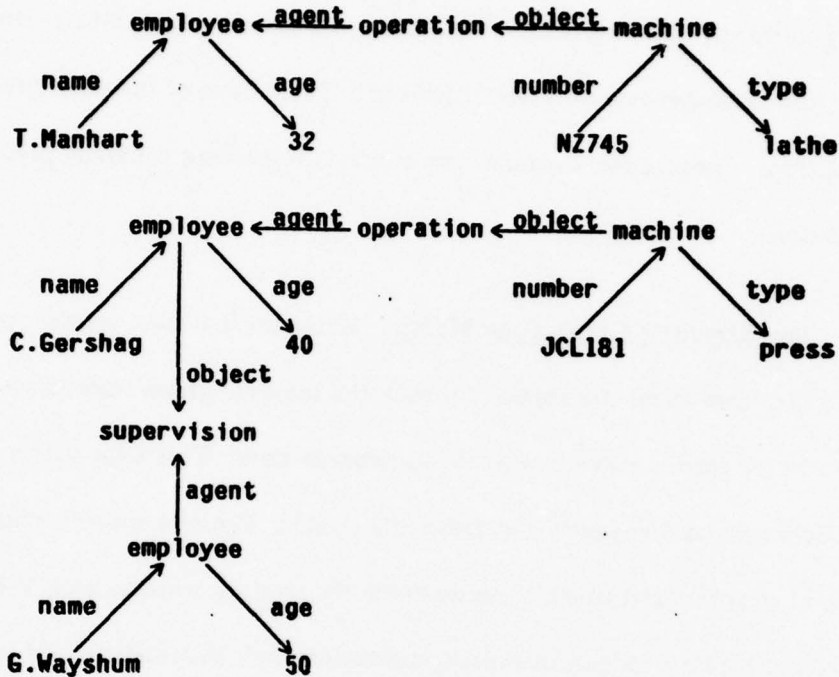 employee agent operation object machine
name age number type
T.Manhart 32 NZ745 lathe
employee agent operation object machine
name age number type
C.Gershag 40 JCL181 press
object
supervision
agent
employee
name age
G.Wayshum 50